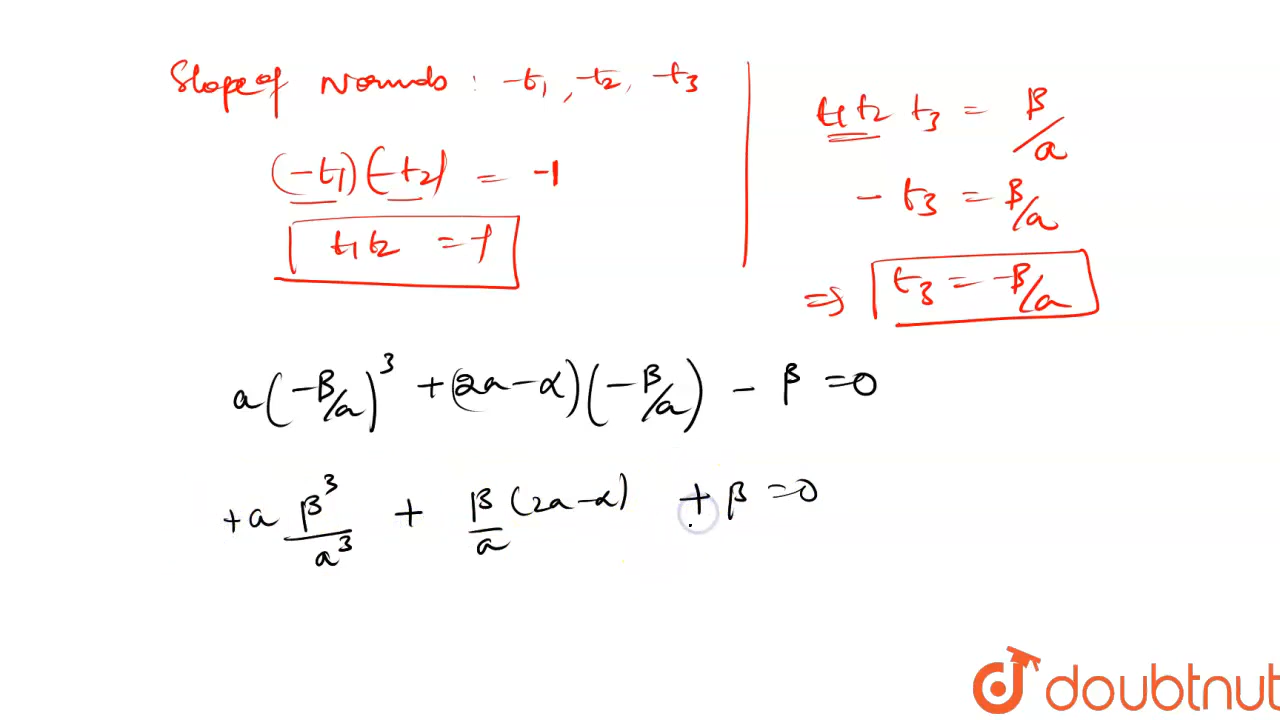 Slope of Normals : -t₁, -t₂, -t₃
(-t₁)(-t₂) = -1
t₁t₂ = -1
t₁t₂ t₃ = β/a
- t₃ = β/a
⇒ t₃ = -β/a
a(-β/a)³ + (2a-α)(-β/a) - β = 0
+a β³/a³ + β/a (2a-α) + β = 0
doubtnut